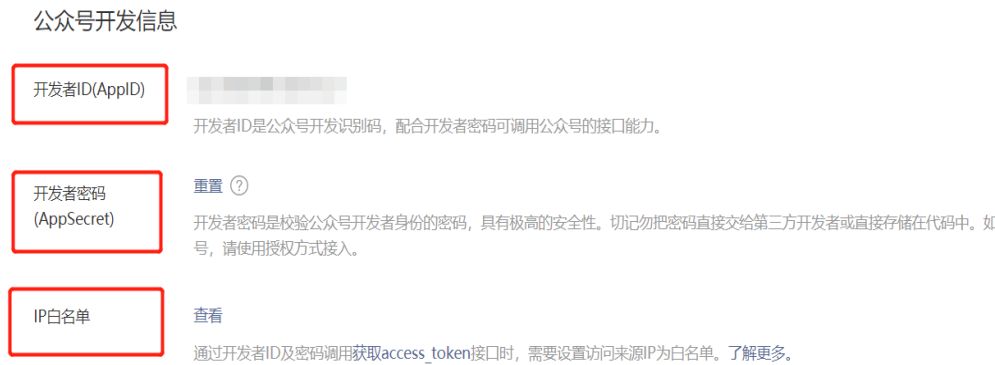 公众号开发信息
开发者ID(AppID)
开发者ID是公众号开发识别码，配合开发者密码可调用公众号的接口能力。
开发者密码
(AppSecret)
重置 ?
开发者密码是校验公众号开发者身份的密码，具有极高的安全性。切记勿把密码直接交给第三方开发者或直接存储在代码中。如
号，请使用授权方式接入。
IP白名单
查看
通过开发者ID及密码调用获取access_token接口时，需要设置访问来源IP为白名单。了解更多。